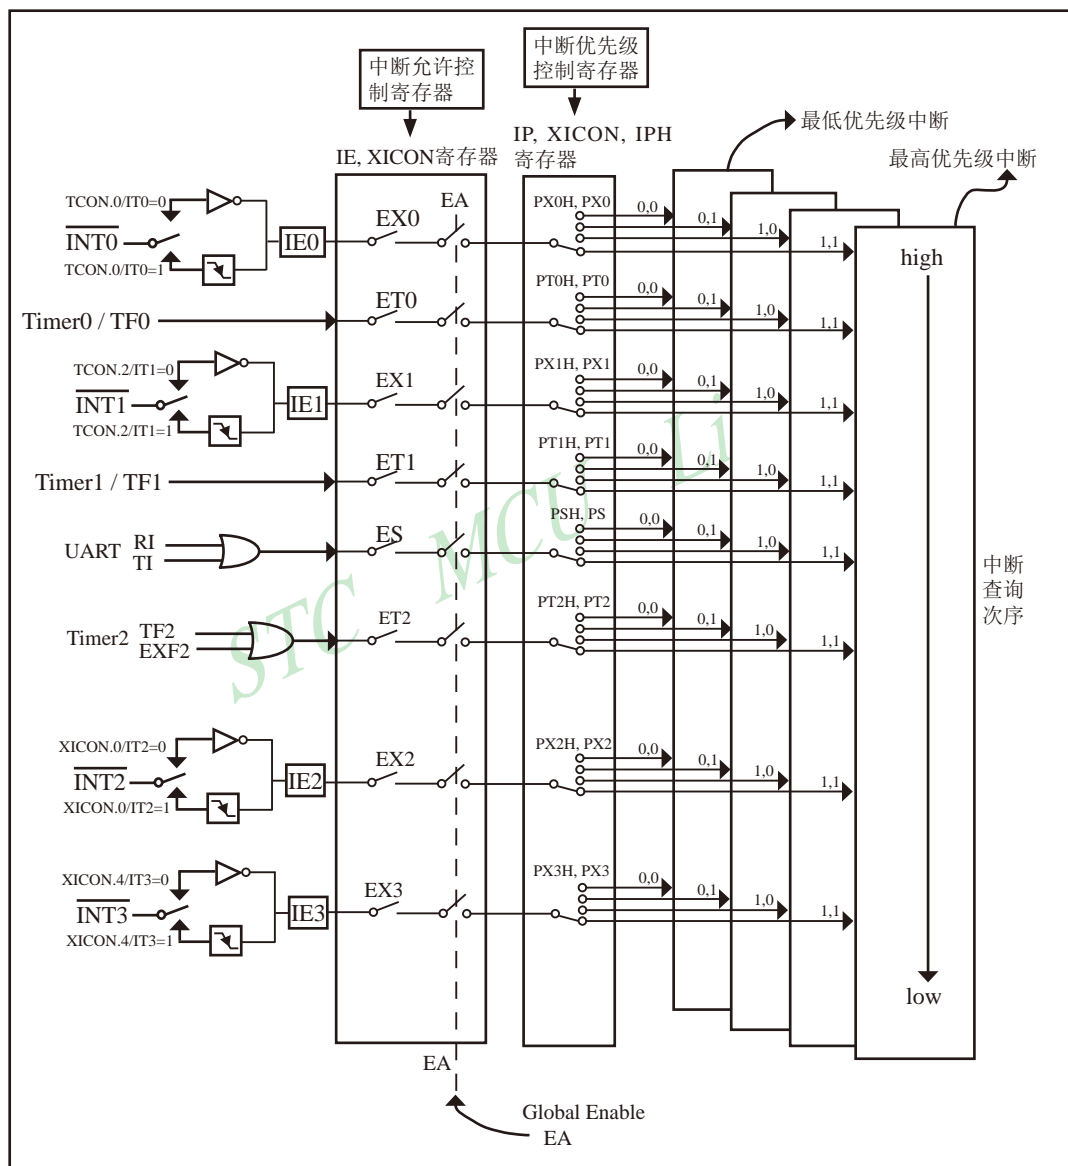 中断允许控
制寄存器
中断优先级
控制寄存器
IE, XICON寄存器
IP, XICON, IPH
寄存器
最低优先级中断
最高优先级中断
TCON.0/IT0=0
INT0
TCON.0/IT0=1
IE0
EX0
EA
PX0H, PX0
0,0
0,1
1,0
1,1
high
Timer0 / TF0
ET0
PT0H, PT0
0,0
0,1
1,0
1,1
TCON.2/IT1=0
INT1
TCON.2/IT1=1
IE1
EX1
PX1H, PX1
0,0
0,1
1,0
1,1
Timer1 / TF1
ET1
PT1H, PT1
0,0
0,1
1,0
1,1
UART
RI
TI
ES
PSH, PS
0,0
0,1
1,0
1,1
Timer2
TF2
EXF2
ET2
PT2H, PT2
0,0
0,1
1,0
1,1
中断
查询
次序
STC MCU Li
XICON.0/IT2=0
INT2
XICON.0/IT2=1
IE2
EX2
PX2H, PX2
0,0
0,1
1,0
1,1
XICON.4/IT3=0
INT3
XICON.4/IT3=1
IE3
EX3
PX3H, PX3
0,0
0,1
1,0
1,1
low
EA
Global Enable
EA